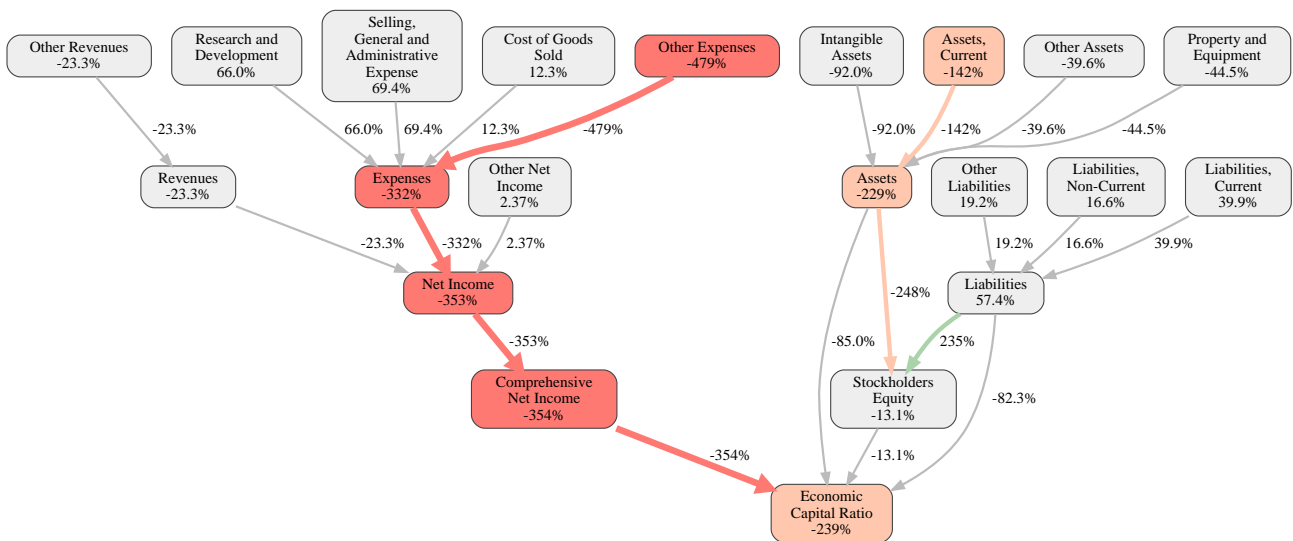 Other Revenues
-23.3%
Research and
Development
66.0%
Selling,
General and
Administrative
Expense
69.4%
Cost of Goods
Sold
12.3%
Other Expenses
-479%
Intangible
Assets
-92.0%
Assets,
Current
-142%
Other Assets
-39.6%
Property and
Equipment
-44.5%
-23.3%
66.0%
69.4%
12.3%
-479%
-92.0%
-142%
-39.6%
-44.5%
Revenues
-23.3%
Expenses
-332%
Other Net
Income
2.37%
Assets
-229%
Other
Liabilities
19.2%
Liabilities,
Non-Current
16.6%
Liabilities,
Current
39.9%
-23.3%
-332%
2.37%
19.2%
16.6%
39.9%
Net Income
-353%
-248%
Liabilities
57.4%
-353%
-85.0%
235%
Comprehensive
Net Income
-354%
Stockholders
Equity
-13.1%
-82.3%
-354%
-13.1%
Economic
Capital Ratio
-239%